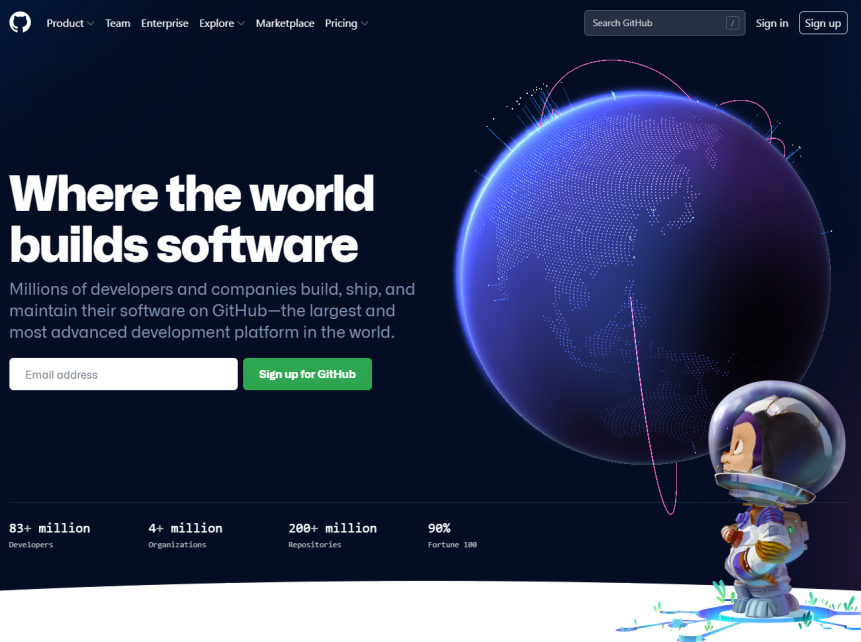 Product Team Enterprise Explore Marketplace Pricing Search GitHub / Sign in Sign up
Where the world
builds software
Millions of developers and companies build, ship, and
maintain their software on GitHub—the largest and
most advanced development platform in the world.
Email address Sign up for GitHub
83+ million 4+ million 200+ million 90%
Developers Organizations Repositories Fortune 100